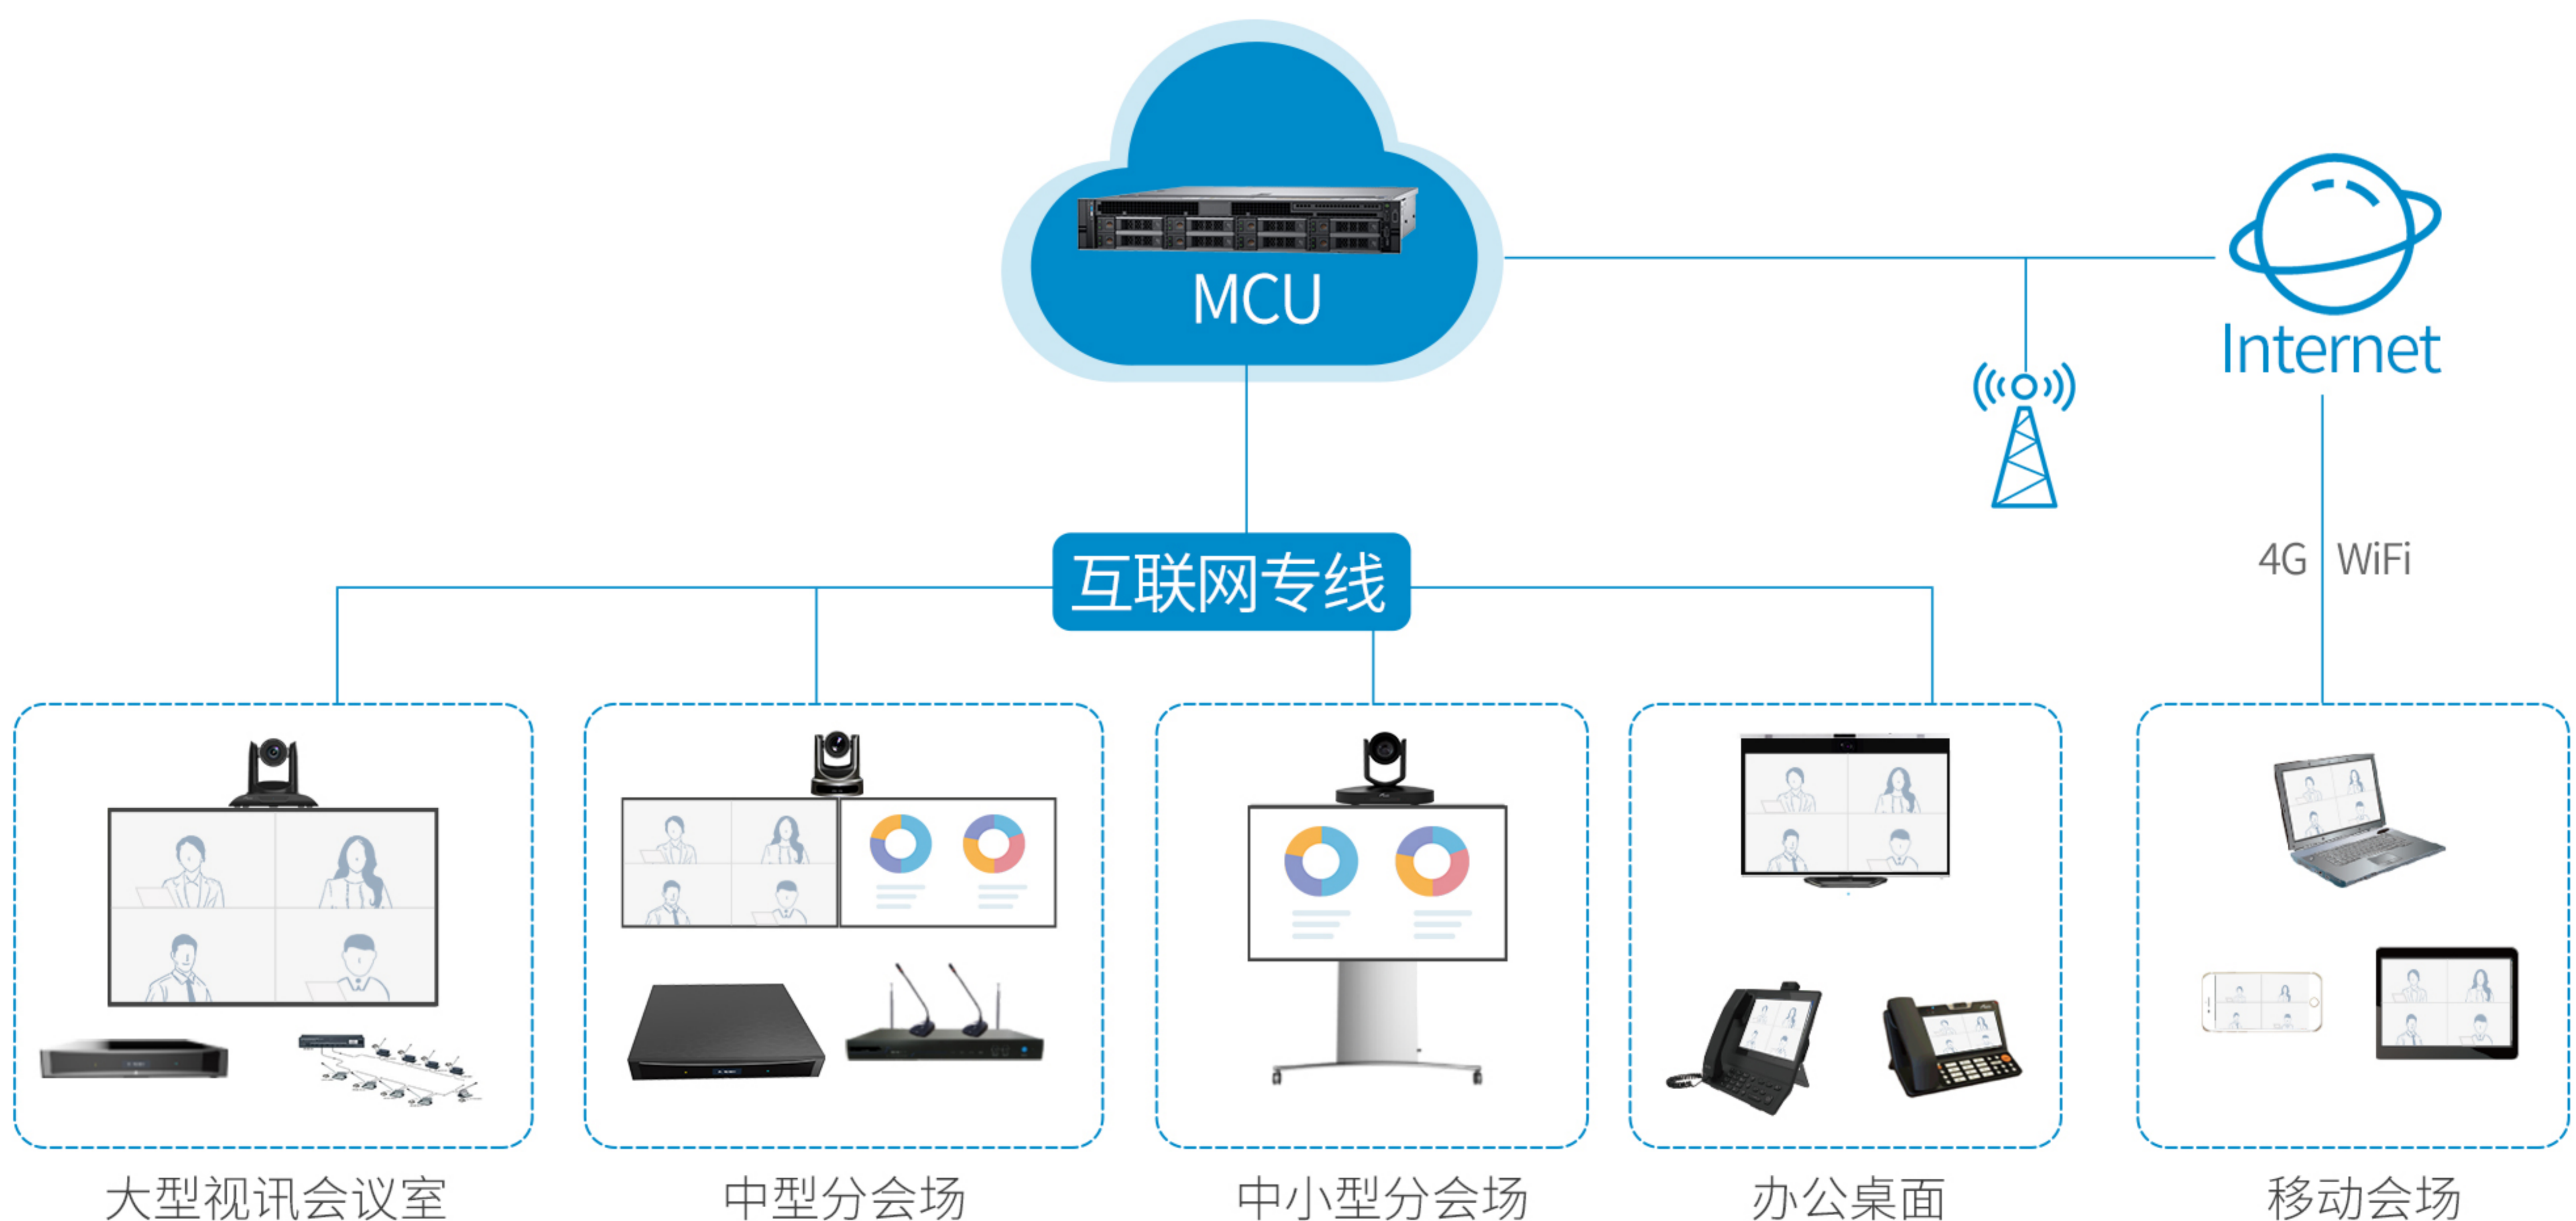 MCU
Internet
互联网专线
4G WiFi
大型视讯会议室
中型分会场
中小型分会场
办公桌面
移动会场